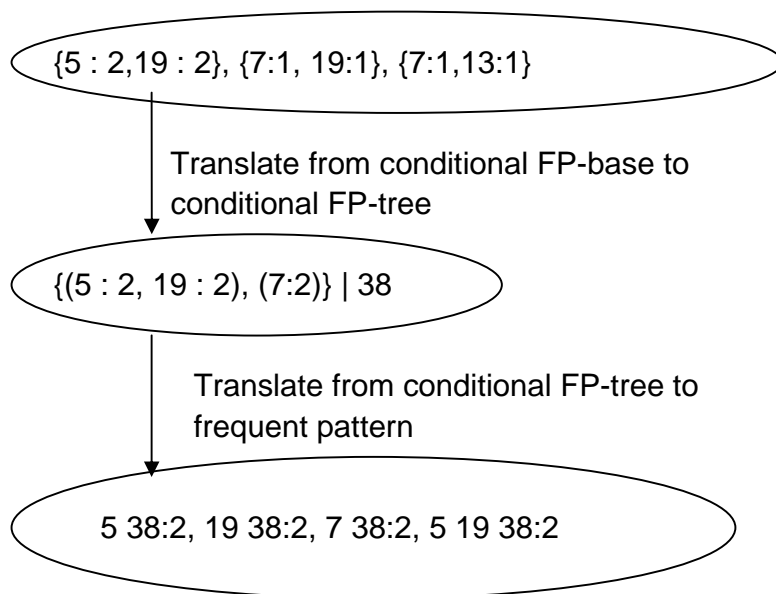 {5 : 2,19 : 2}, {7:1, 19:1}, {7:1,13:1}
Translate from conditional FP-base to
conditional FP-tree
{(5 : 2, 19 : 2), (7:2)} | 38
Translate from conditional FP-tree to
frequent pattern
5 38:2, 19 38:2, 7 38:2, 5 19 38:2